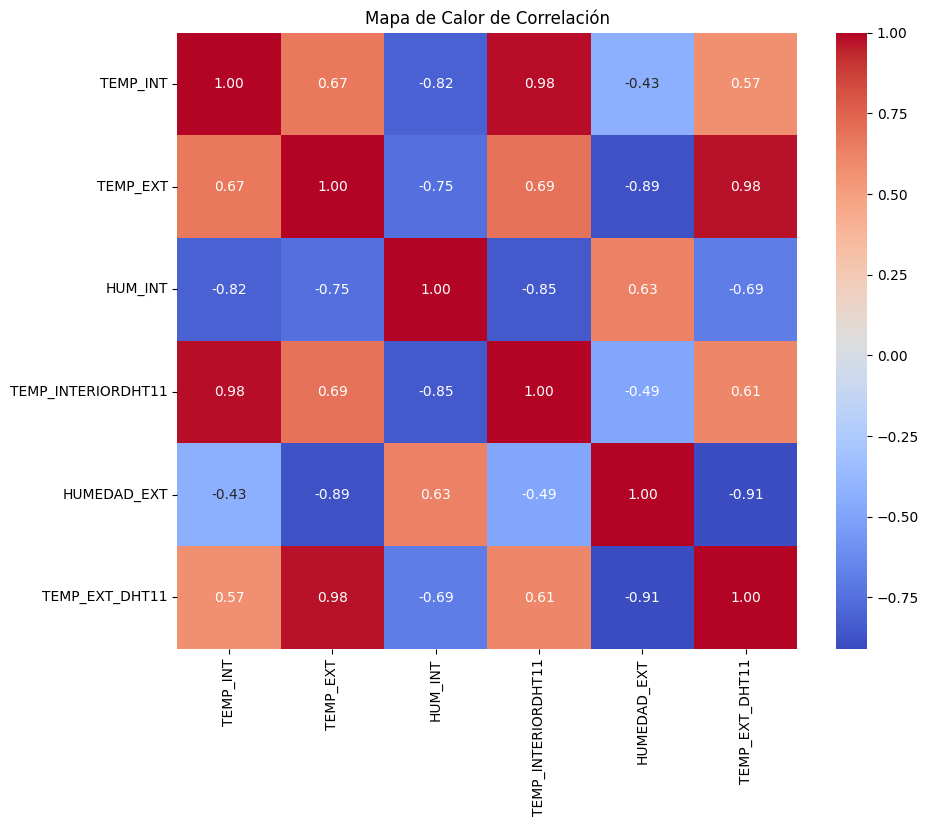 Mapa de Calor de Correlación
TEMP_INT 1.00 0.67 -0.82 0.98 -0.43 0.57
TEMP_EXT 0.67 1.00 -0.75 0.69 -0.89 0.98
HUM_INT -0.82 -0.75 1.00 -0.85 0.63 -0.69
TEMP_INTERIORDHT11 0.98 0.69 -0.85 1.00 -0.49 0.61
HUMEDAD_EXT -0.43 -0.89 0.63 -0.49 1.00 -0.91
TEMP_EXT_DHT11 0.57 0.98 -0.69 0.61 -0.91 1.00
TEMP_INT
TEMP_EXT
HUM_INT
TEMP_INTERIORDHT11
HUMEDAD_EXT
TEMP_EXT_DHT11
1.00
0.75
0.50
0.25
0.00
−0.25
−0.50
−0.75